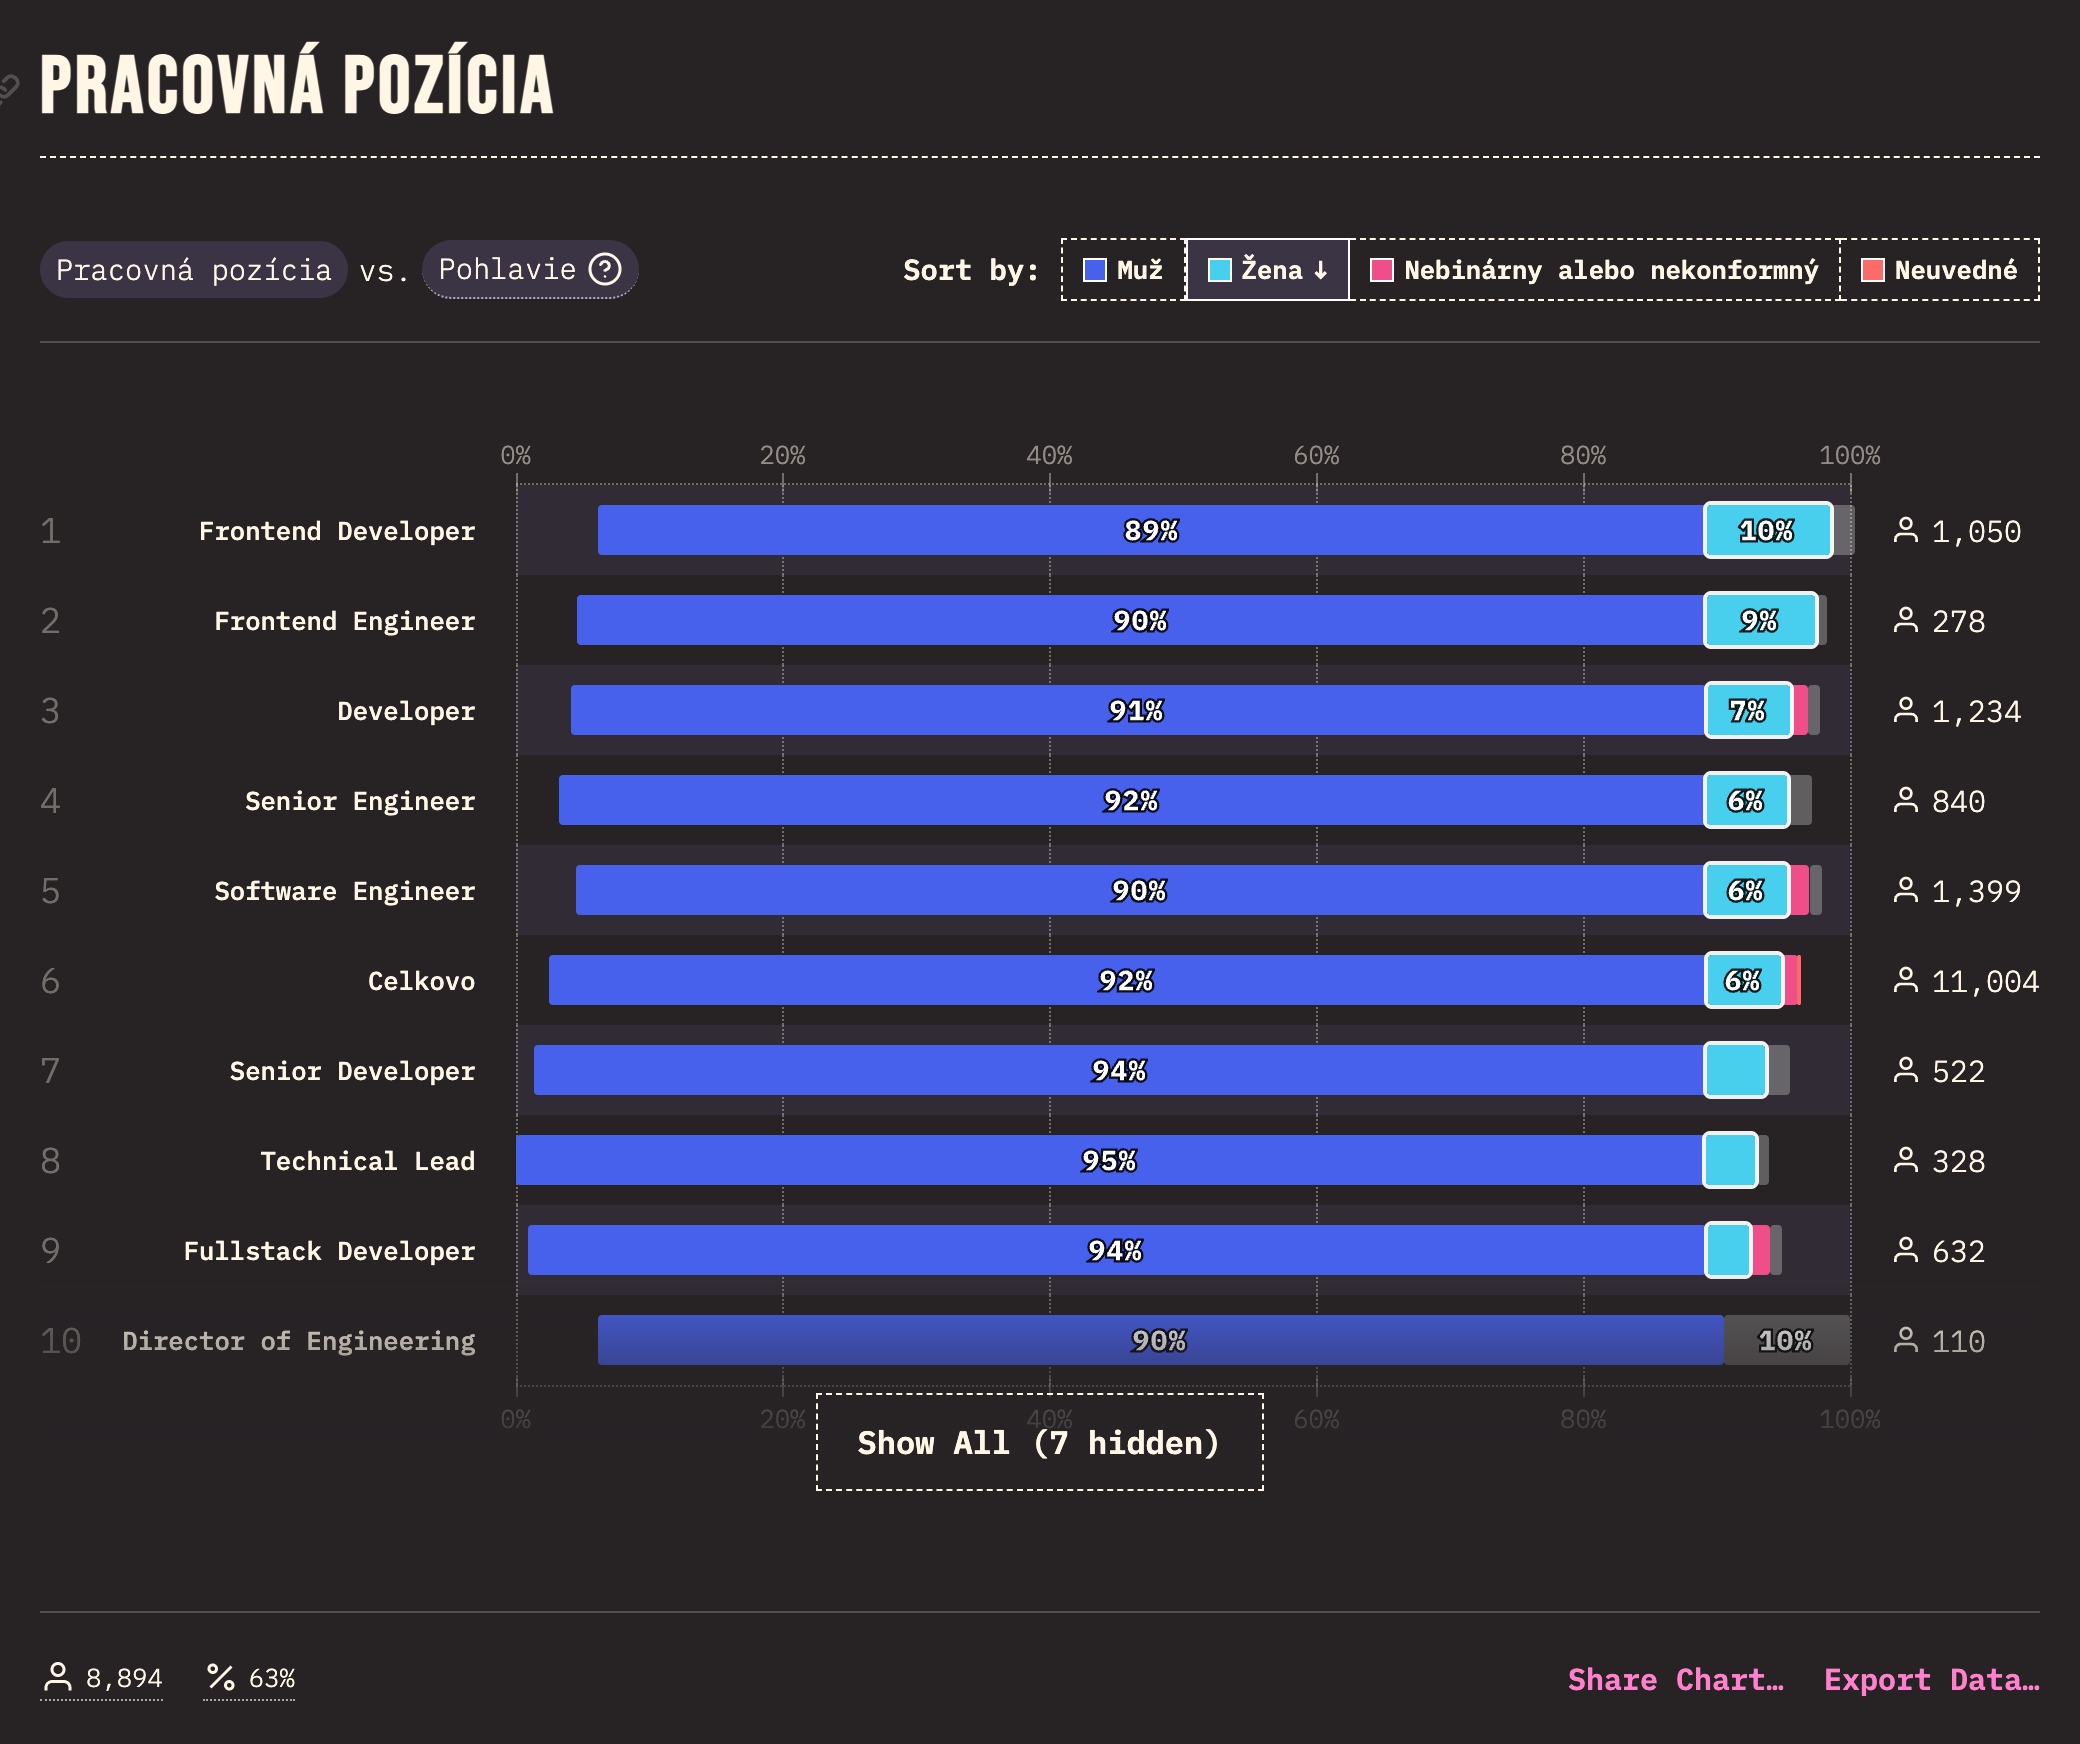 PRACOVNÁ POZÍCIA
Pracovná pozícia vs. Pohlavie ? Sort by: Muž Žena ↓ Nebinárny alebo nekonformný Neuvedné
0% 20% 40% 60% 80% 100%
1 Frontend Developer 89% 10% 1,050
2 Frontend Engineer 90% 9% 278
3 Developer 91% 7% 1,234
4 Senior Engineer 92% 6% 840
5 Software Engineer 90% 6% 1,399
6 Celkovo 92% 6% 11,004
7 Senior Developer 94% 522
8 Technical Lead 95% 328
9 Fullstack Developer 94% 632
10 Director of Engineering 90% 10% 110
0% 20% 40% 60% 80% 100%
Show All (7 hidden)
8,894 % 63% Share Chart… Export Data…